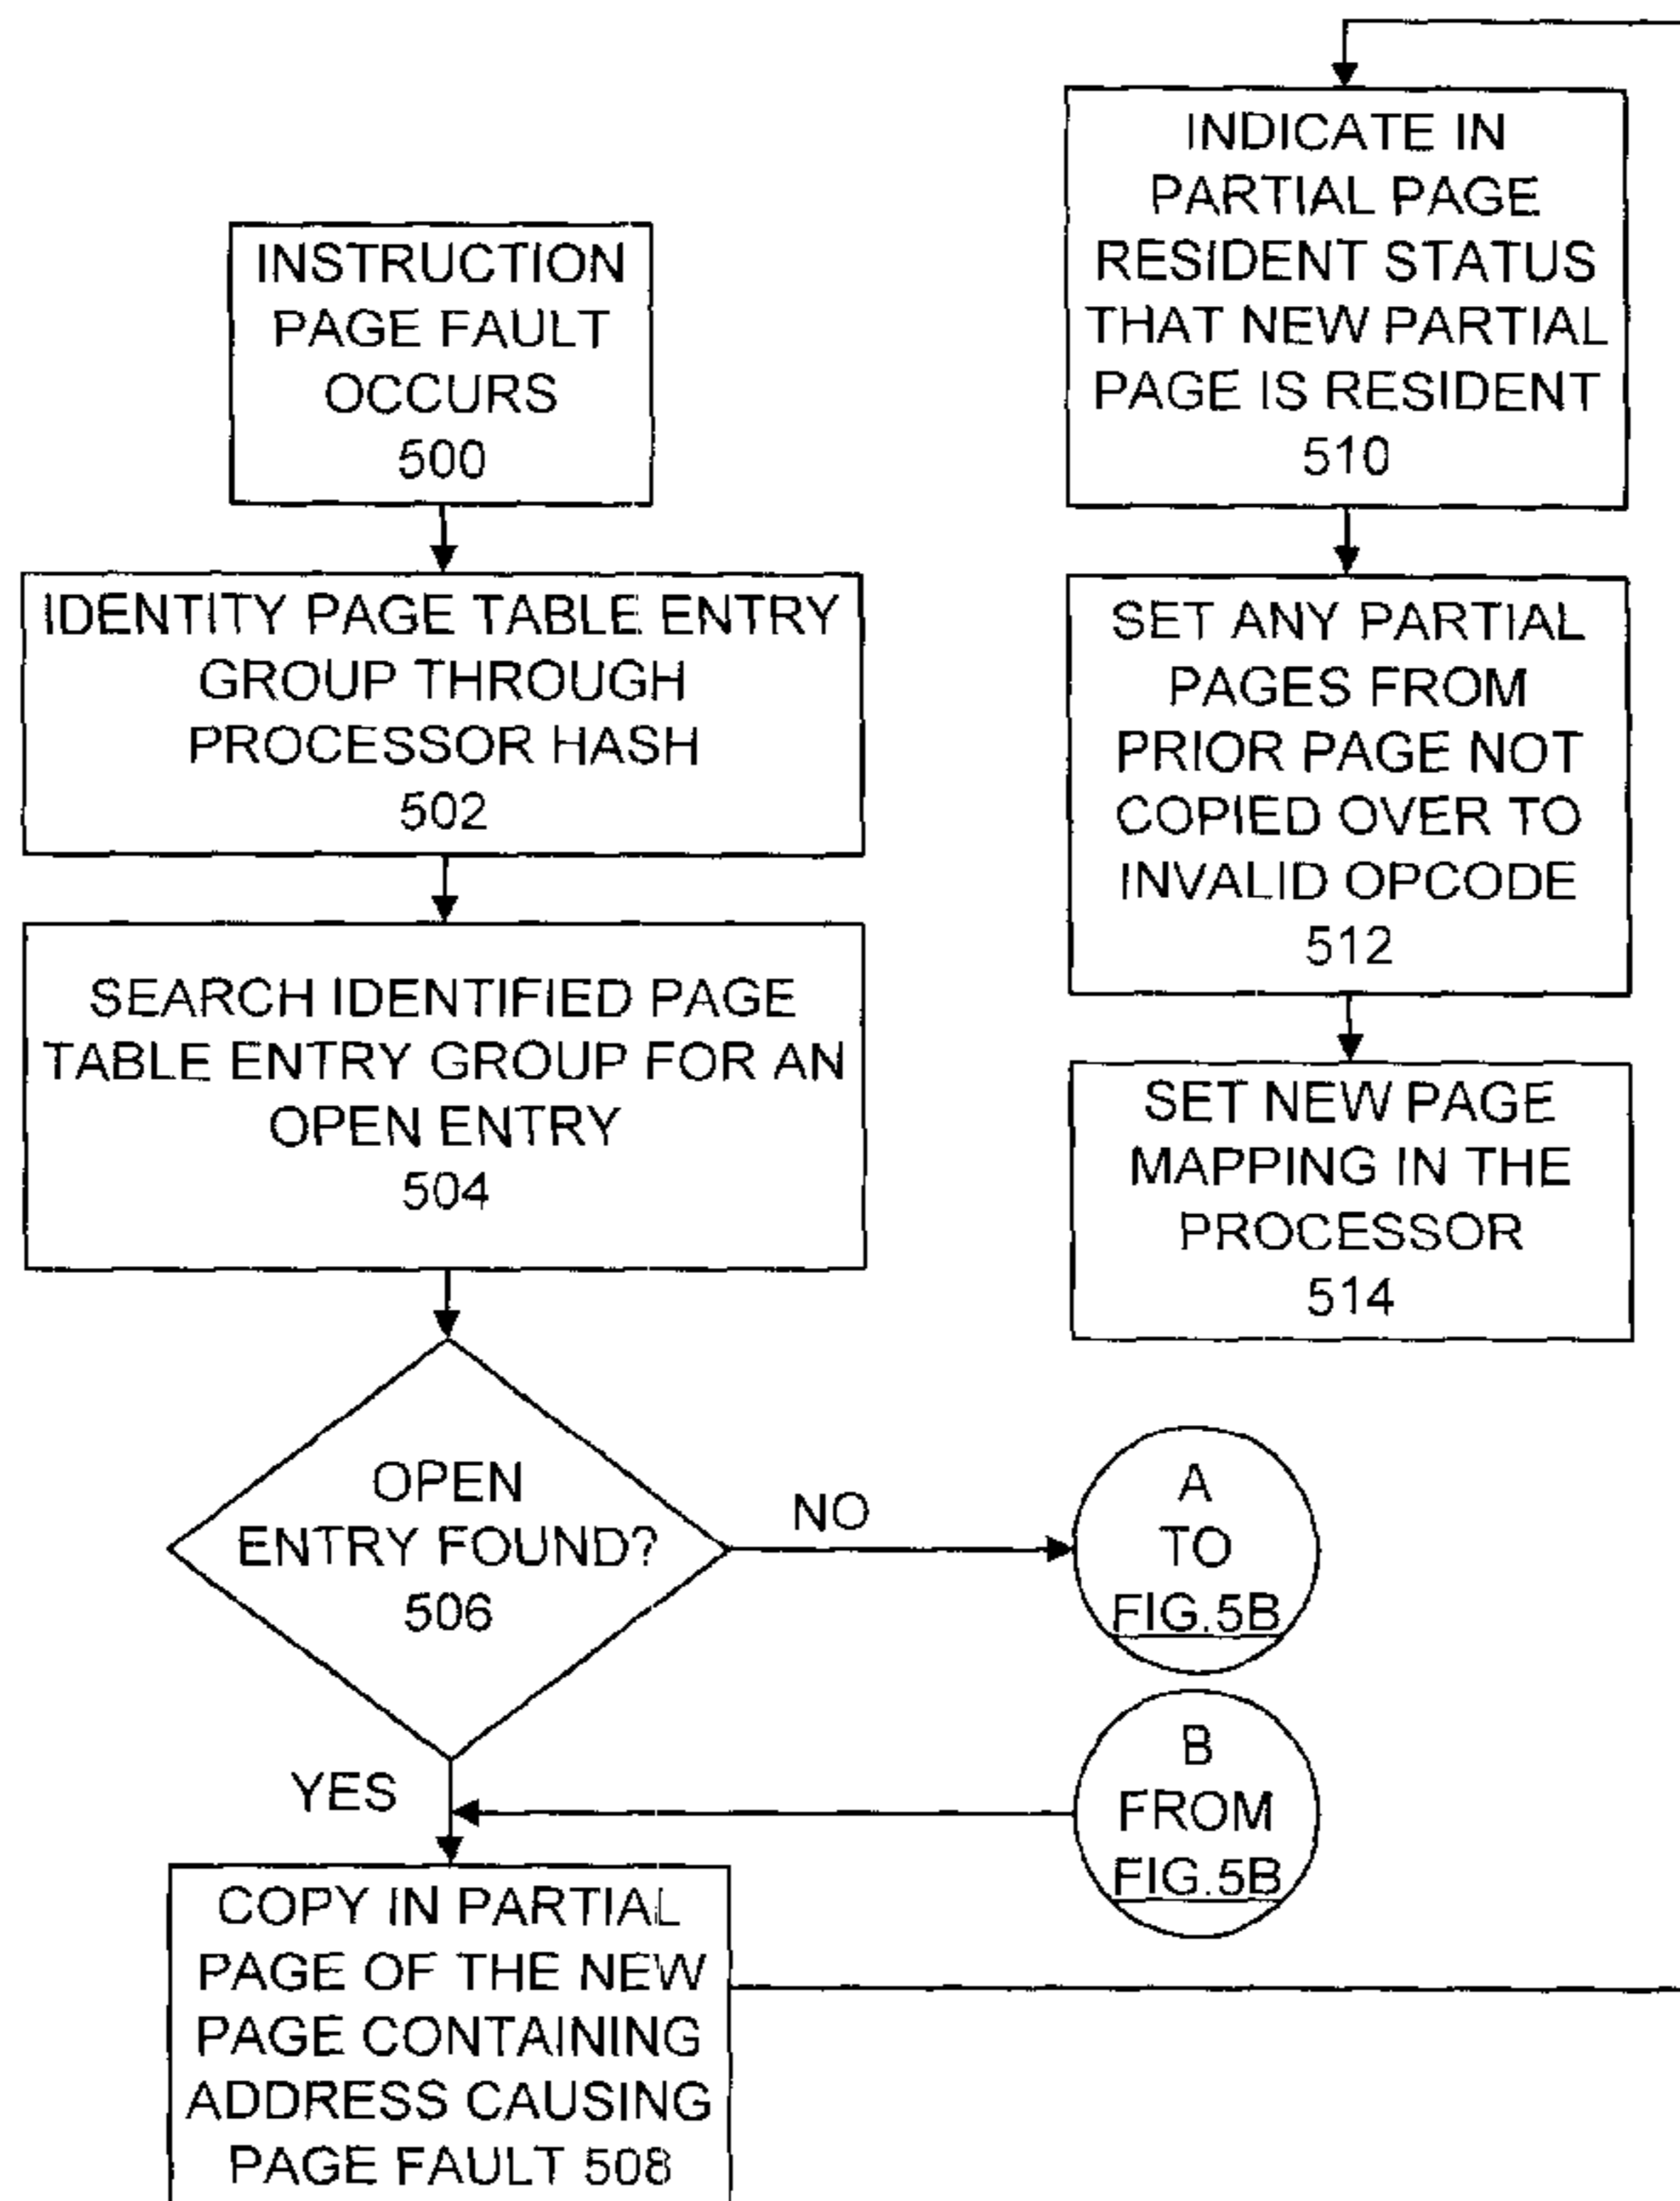 INSTRUCTION
PAGE FAULT
OCCURS
500
IDENTITY PAGE TABLE ENTRY
GROUP THROUGH
PROCESSOR HASH
502
SEARCH IDENTIFIED PAGE
TABLE ENTRY GROUP FOR AN
OPEN ENTRY
504
OPEN
ENTRY FOUND?
506
NO
A
TO
FIG.5B
YES
B
FROM
FIG.5B
COPY IN PARTIAL
PAGE OF THE NEW
PAGE CONTAINING
ADDRESS CAUSING
PAGE FAULT 508
INDICATE IN
PARTIAL PAGE
RESIDENT STATUS
THAT NEW PARTIAL
PAGE IS RESIDENT
510
SET ANY PARTIAL
PAGES FROM
PRIOR PAGE NOT
COPIED OVER TO
INVALID OPCODE
512
SET NEW PAGE
MAPPING IN THE
PROCESSOR
514